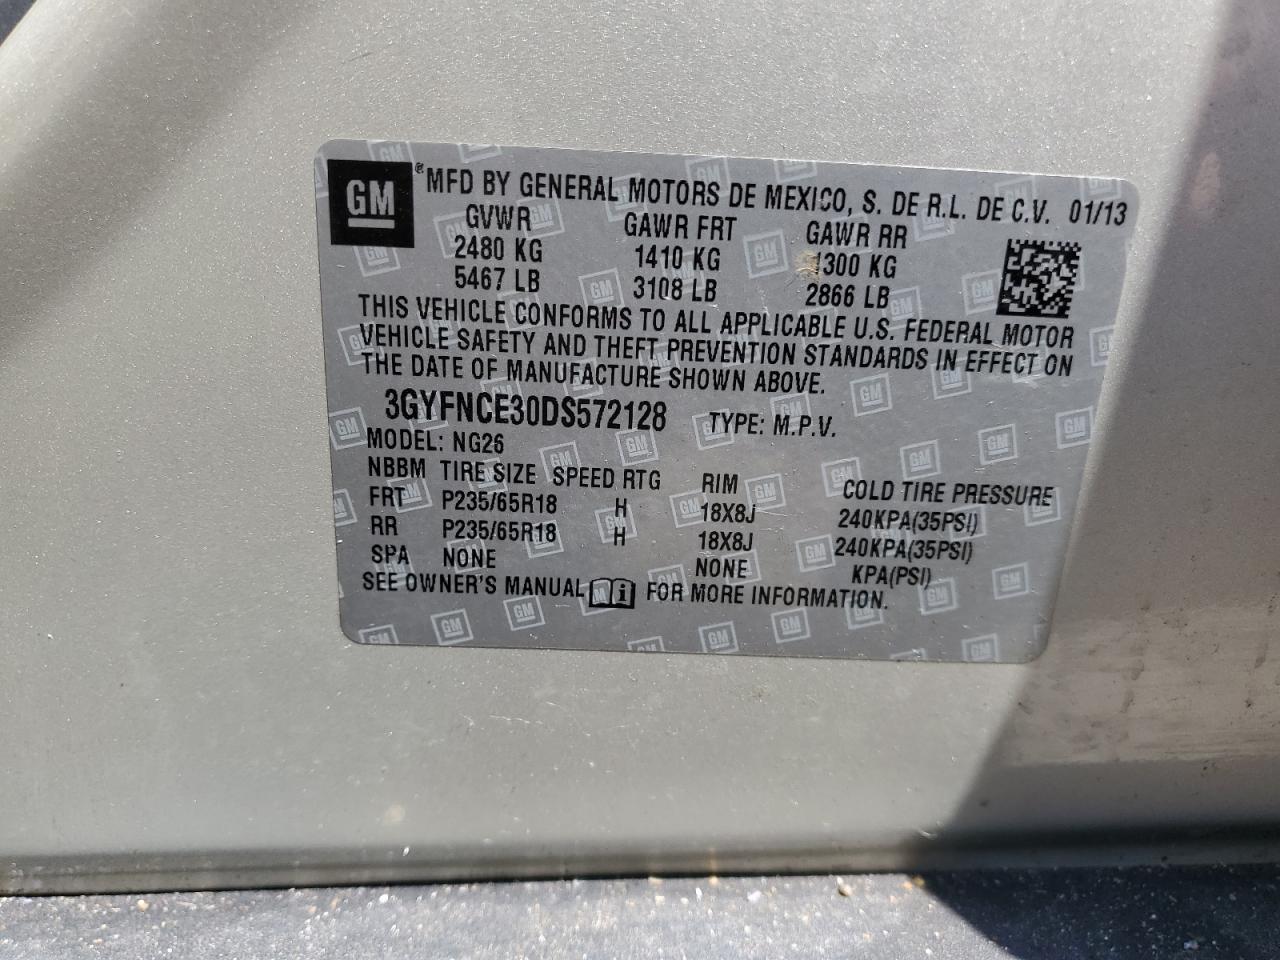 GM ® MFD BY GENERAL MOTORS DE MEXICO, S. DE R.L. DE C.V. 01/13
GVWR GAWR FRT GAWR RR
2480 KG 1410 KG 1300 KG
5467 LB 3108 LB 2866 LB
THIS VEHICLE CONFORMS TO ALL APPLICABLE U.S. FEDERAL MOTOR
VEHICLE SAFETY AND THEFT PREVENTION STANDARDS IN EFFECT ON
THE DATE OF MANUFACTURE SHOWN ABOVE.
3GYFNCE30DS572128 TYPE: M.P.V.
MODEL: NG26
NBBM TIRE SIZE SPEED RTG RIM COLD TIRE PRESSURE
FRT P235/65R18 H 18X8J 240KPA(35PSI)
RR P235/65R18 H 18X8J 240KPA(35PSI)
SPA NONE NONE KPA(PSI)
SEE OWNER'S MANUAL i FOR MORE INFORMATION.